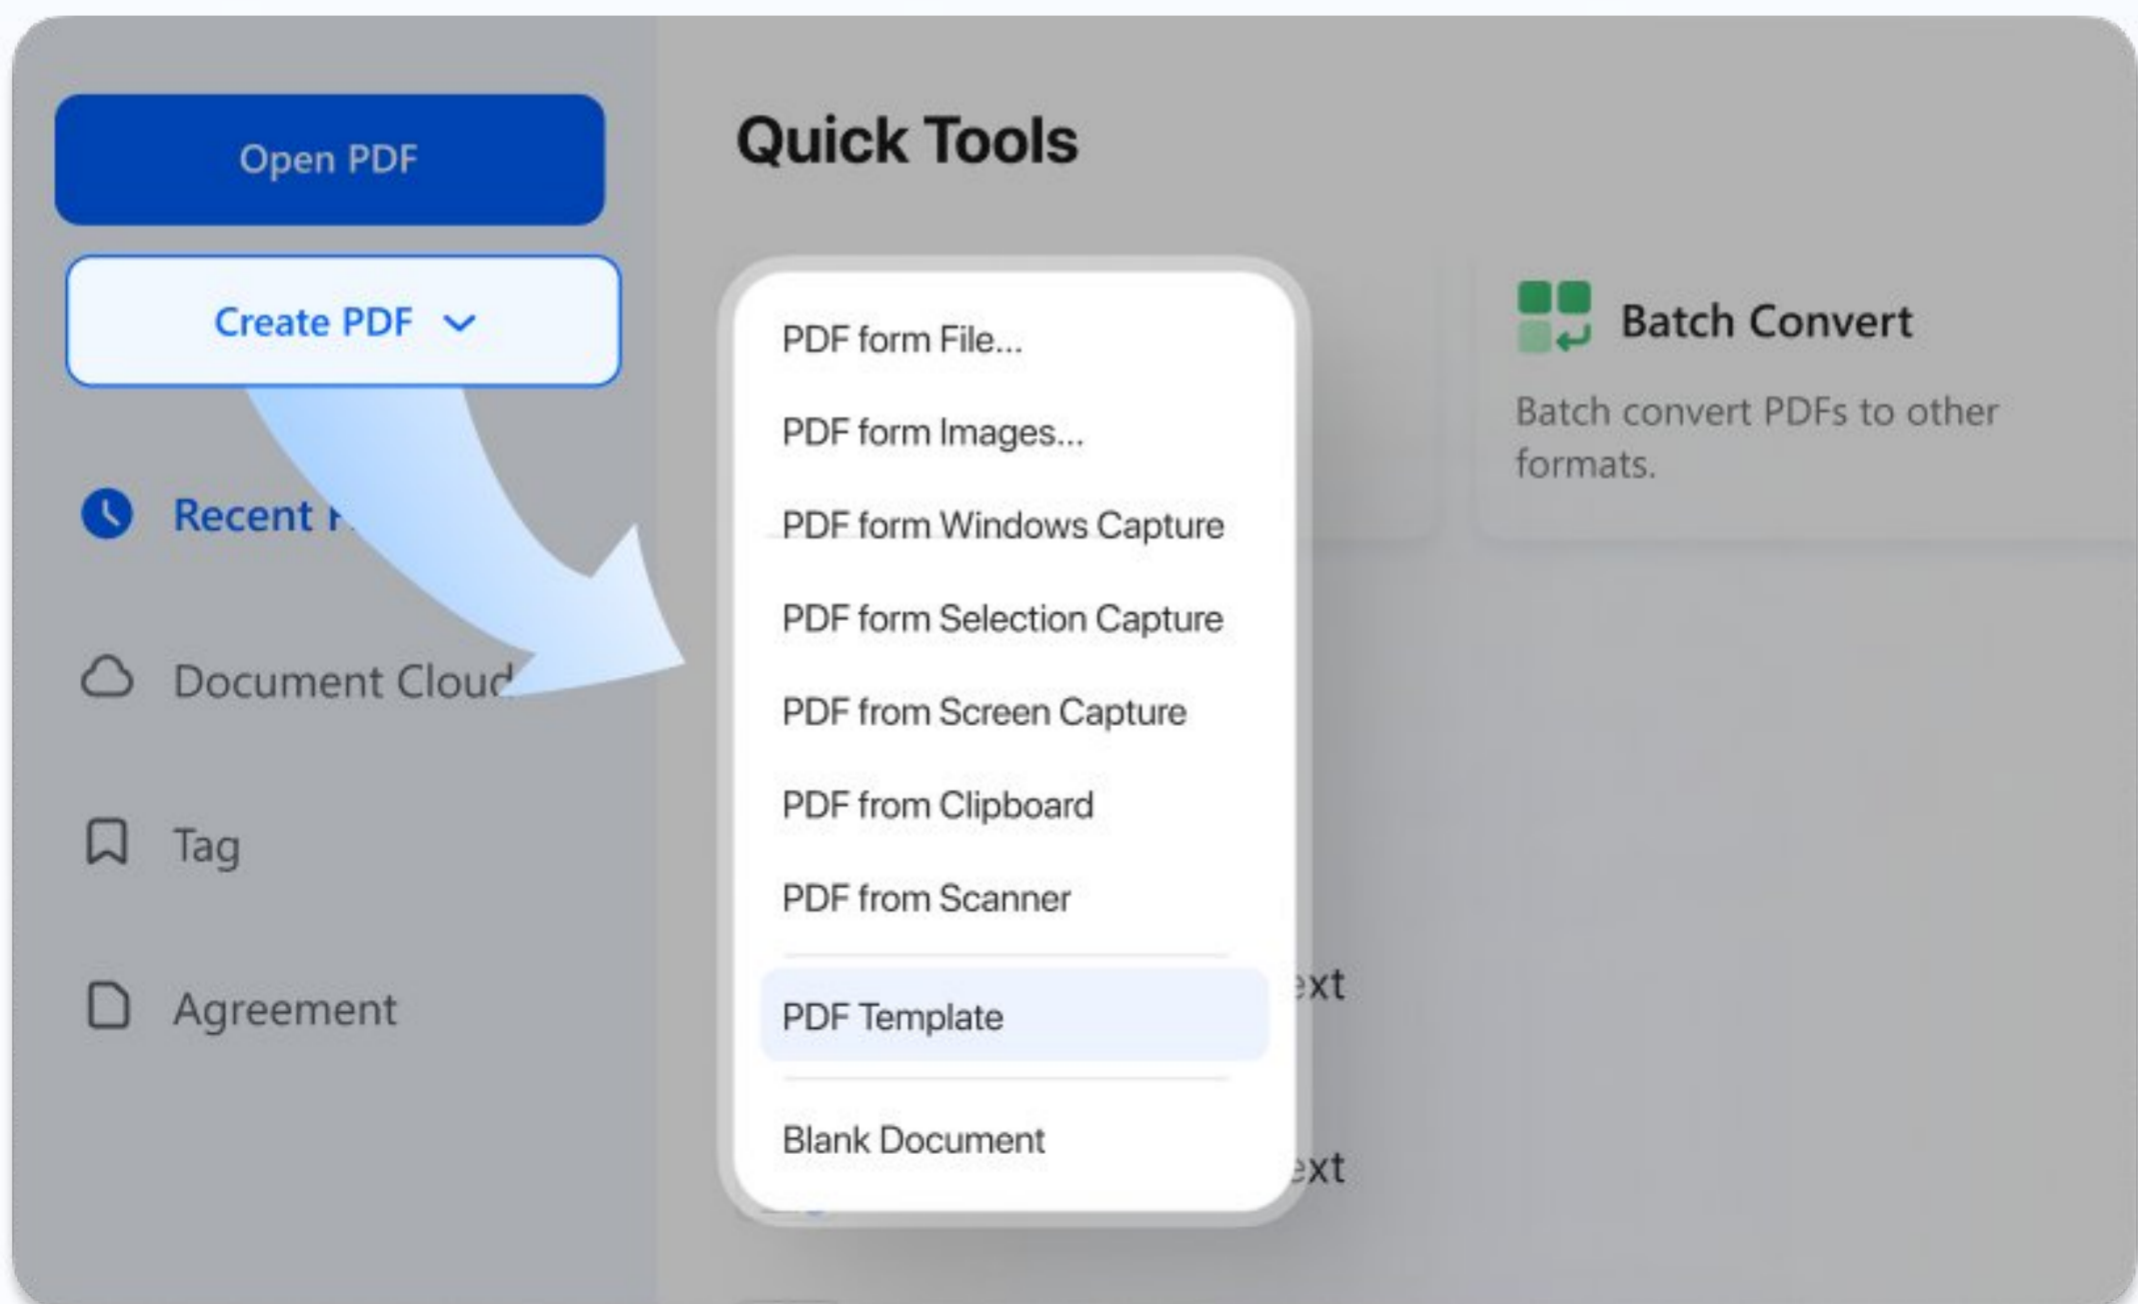 Open PDF
Create PDF
Recent
Document Cloud
Tag
Agreement
Quick Tools
PDF form File...
PDF form Images...
PDF form Windows Capture
PDF form Selection Capture
PDF from Screen Capture
PDF from Clipboard
PDF from Scanner
PDF Template
Blank Document
Batch Convert
Batch convert PDFs to other
formats.